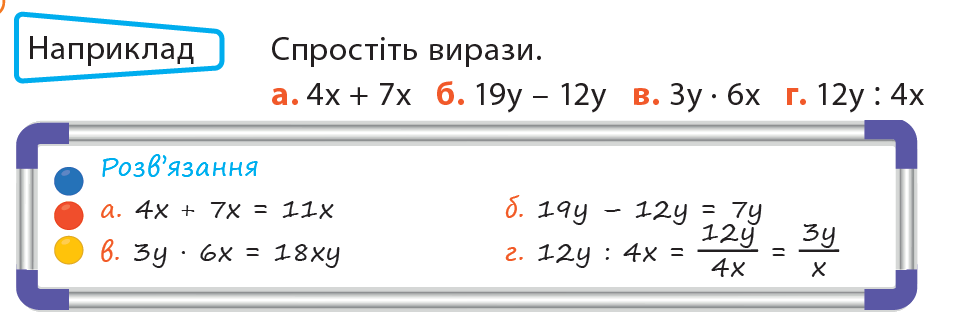 Наприклад
Спростіть вирази.
а. 4x + 7x б. 19y – 12y в. 3y · 6x г. 12y : 4x
Розв’язання
а. 4x + 7x = 11x б. 19y – 12y = 7y
в. 3y · 6x = 18xy г. 12y : 4x = 12y/4x = 3y/x